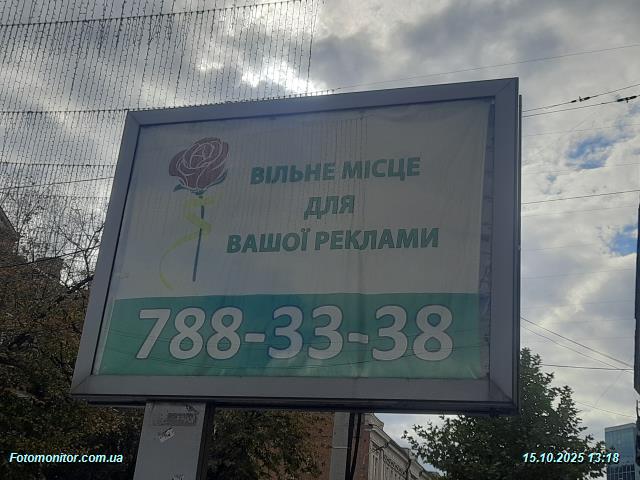 ВІЛЬНЕ МІСЦЕ
ДЛЯ
ВАШОЇ РЕКЛАМИ
788-33-38
Fotomonitor.com.ua
15.10.2025 13:18